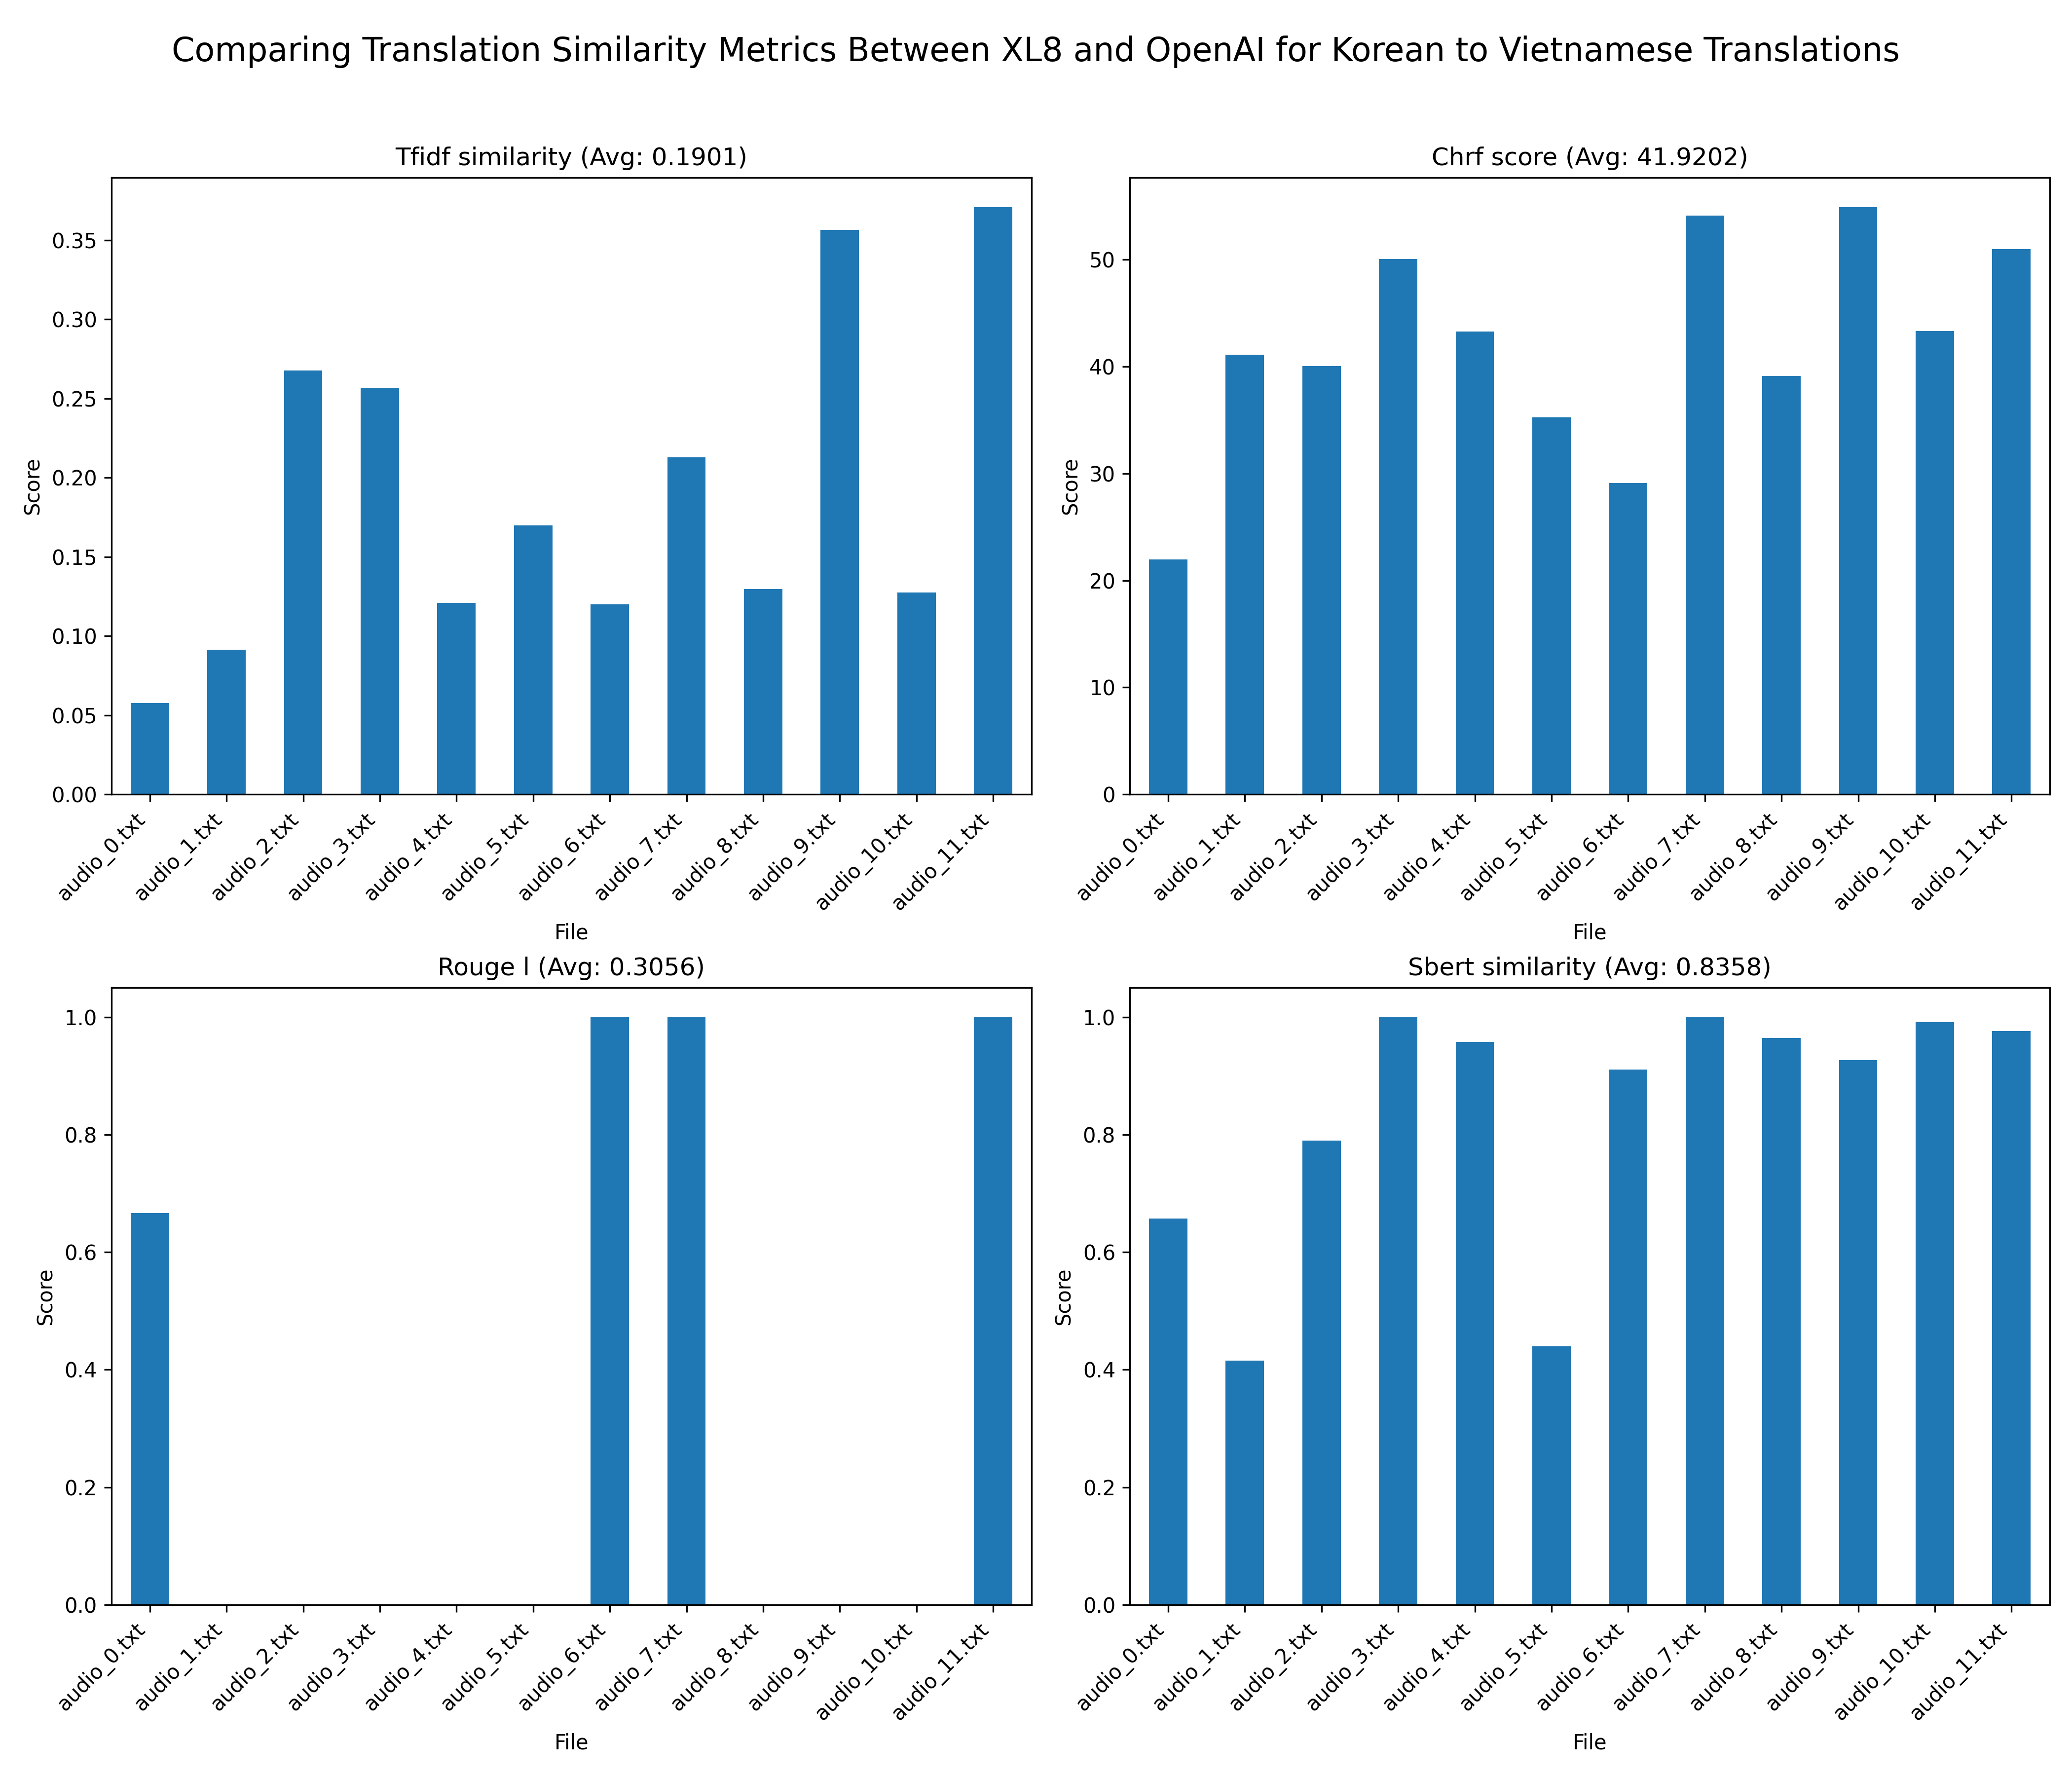 Comparing Translation Similarity Metrics Between XL8 and OpenAI for Korean to Vietnamese Translations
Tfidf similarity (Avg: 0.1901)
Score
0.35
0.30
0.25
0.20
0.15
0.10
0.05
0.00
audio_0.txt
audio_1.txt
audio_2.txt
audio_3.txt
audio_4.txt
audio_5.txt
audio_6.txt
audio_7.txt
audio_8.txt
audio_9.txt
audio_10.txt
audio_11.txt
File
Chrf score (Avg: 41.9202)
Score
50
40
30
20
10
0
audio_0.txt
audio_1.txt
audio_2.txt
audio_3.txt
audio_4.txt
audio_5.txt
audio_6.txt
audio_7.txt
audio_8.txt
audio_9.txt
audio_10.txt
audio_11.txt
File
Rouge l (Avg: 0.3056)
Score
1.0
0.8
0.6
0.4
0.2
0.0
audio_0.txt
audio_1.txt
audio_2.txt
audio_3.txt
audio_4.txt
audio_5.txt
audio_6.txt
audio_7.txt
audio_8.txt
audio_9.txt
audio_10.txt
audio_11.txt
File
Sbert similarity (Avg: 0.8358)
Score
1.0
0.8
0.6
0.4
0.2
0.0
audio_0.txt
audio_1.txt
audio_2.txt
audio_3.txt
audio_4.txt
audio_5.txt
audio_6.txt
audio_7.txt
audio_8.txt
audio_9.txt
audio_10.txt
audio_11.txt
File